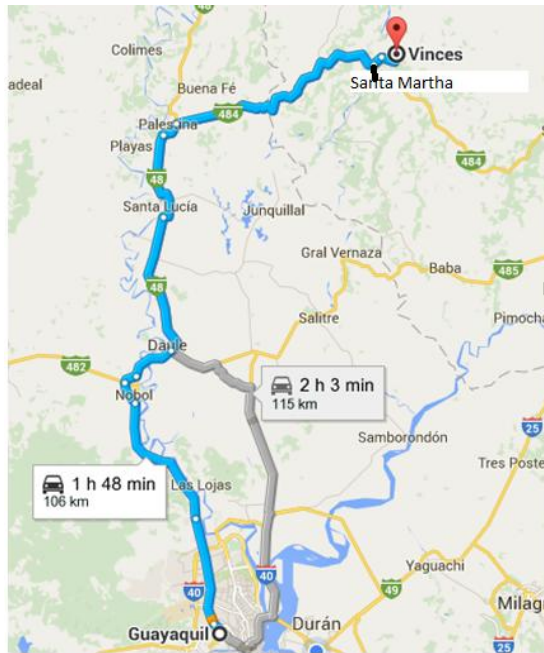 Colimes
Vinces
adeal
Santa Martha
Buena Fé
484
Palestina
Playas
484
48
Santa Lucía
Junquillal
Gral Vernaza
485
Baba
48
Salitre
Pimocha
Daule
482
2 h 3 min
115 km
Nobol
25
Samborondón
1 h 48 min
106 km
Tres Poste
Las Lojas
40
40
Yaguachi
49
Milag
Guayaquil
Durán
25